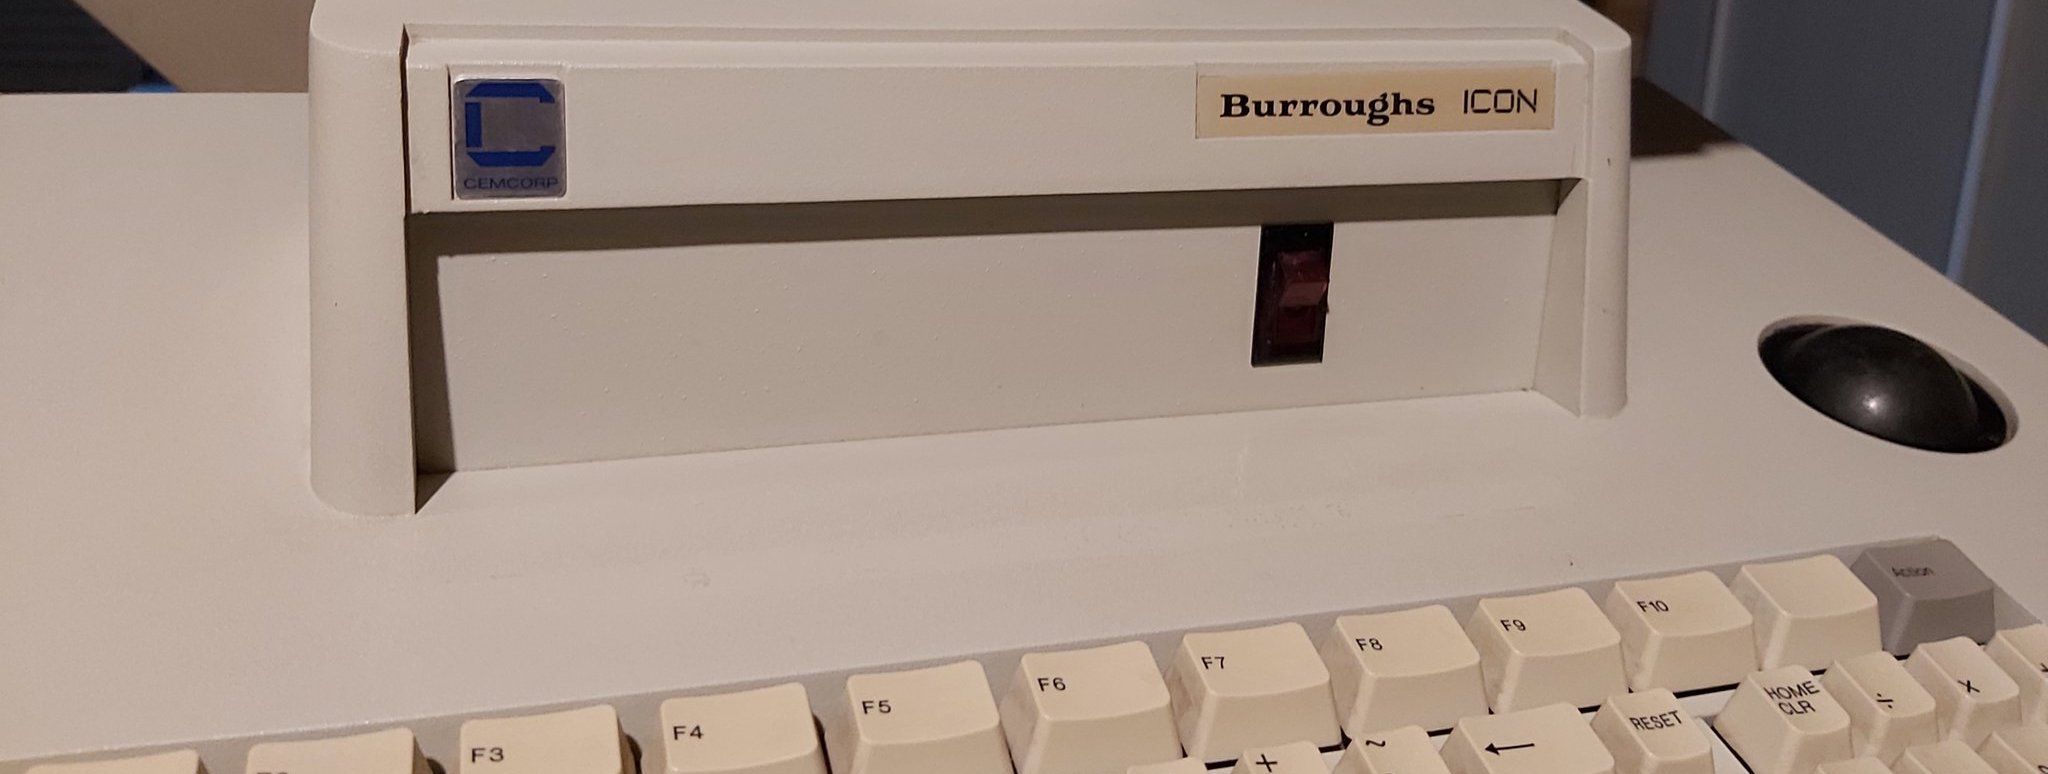 Burroughs ICON
CEMCORP
Action
F10
F9
F8
F7
F6
F5
F4
F3
HOME
CLR
÷
×
RESET
←
~
+